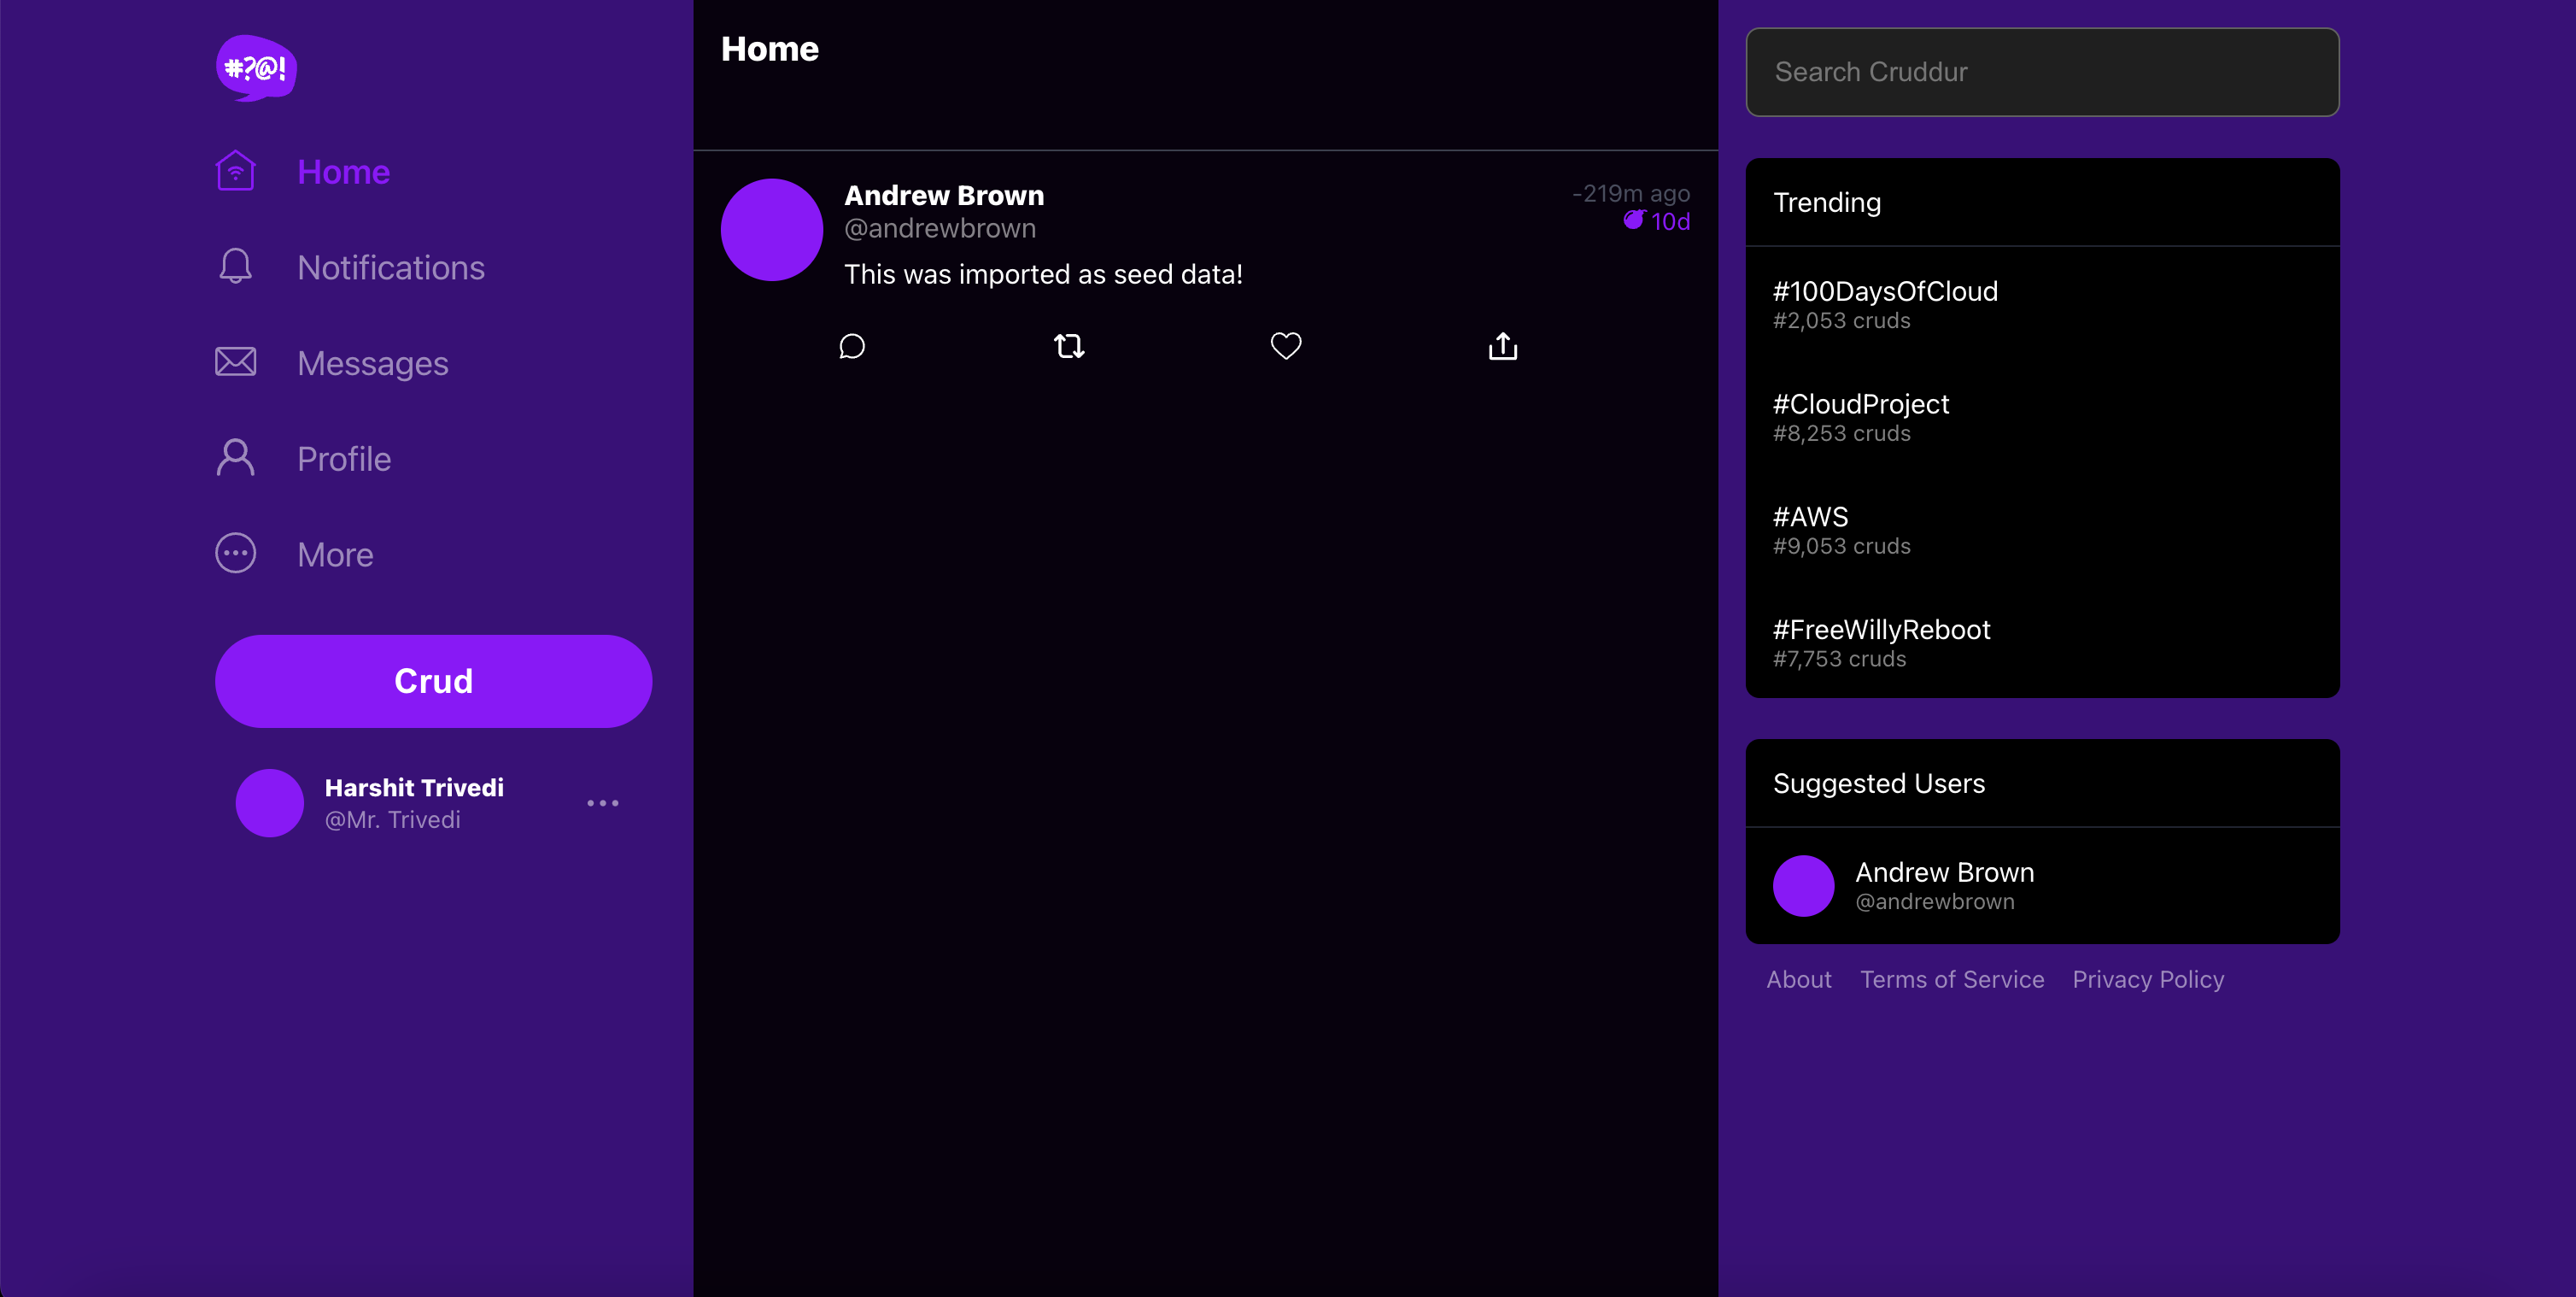 #?@!
Home
Notifications
Messages
Profile
More
Crud
Harshit Trivedi
@Mr. Trivedi
Home
Andrew Brown
@andrewbrown
-219m ago
10d
This was imported as seed data!
Search Cruddur
Trending
#100DaysOfCloud
#2,053 cruds
#CloudProject
#8,253 cruds
#AWS
#9,053 cruds
#FreeWillyReboot
#7,753 cruds
Suggested Users
Andrew Brown
@andrewbrown
About Terms of Service Privacy Policy